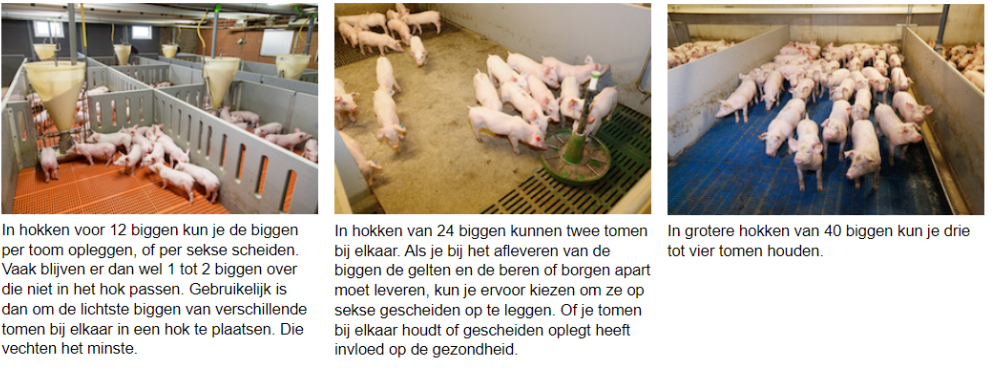 In hokken voor 12 biggen kun je de biggen
per toom opleggen, of per sekse scheiden.
Vaak blijven er dan wel 1 tot 2 biggen over
die niet in het hok passen. Gebruikelijk is
dan om de lichtste biggen van verschillende
tomen bij elkaar in een hok te plaatsen. Die
vechten het minste.
In hokken van 24 biggen kunnen twee tomen
bij elkaar. Als je bij het afleveren van de
biggen de gelten en de beren of borgen apart
moet leveren, kun je ervoor kiezen om ze op
sekse gescheiden op te leggen. Of je tomen
bij elkaar houdt of gescheiden oplegt heeft
invloed op de gezondheid.
In grotere hokken van 40 biggen kun je drie
tot vier tomen houden.